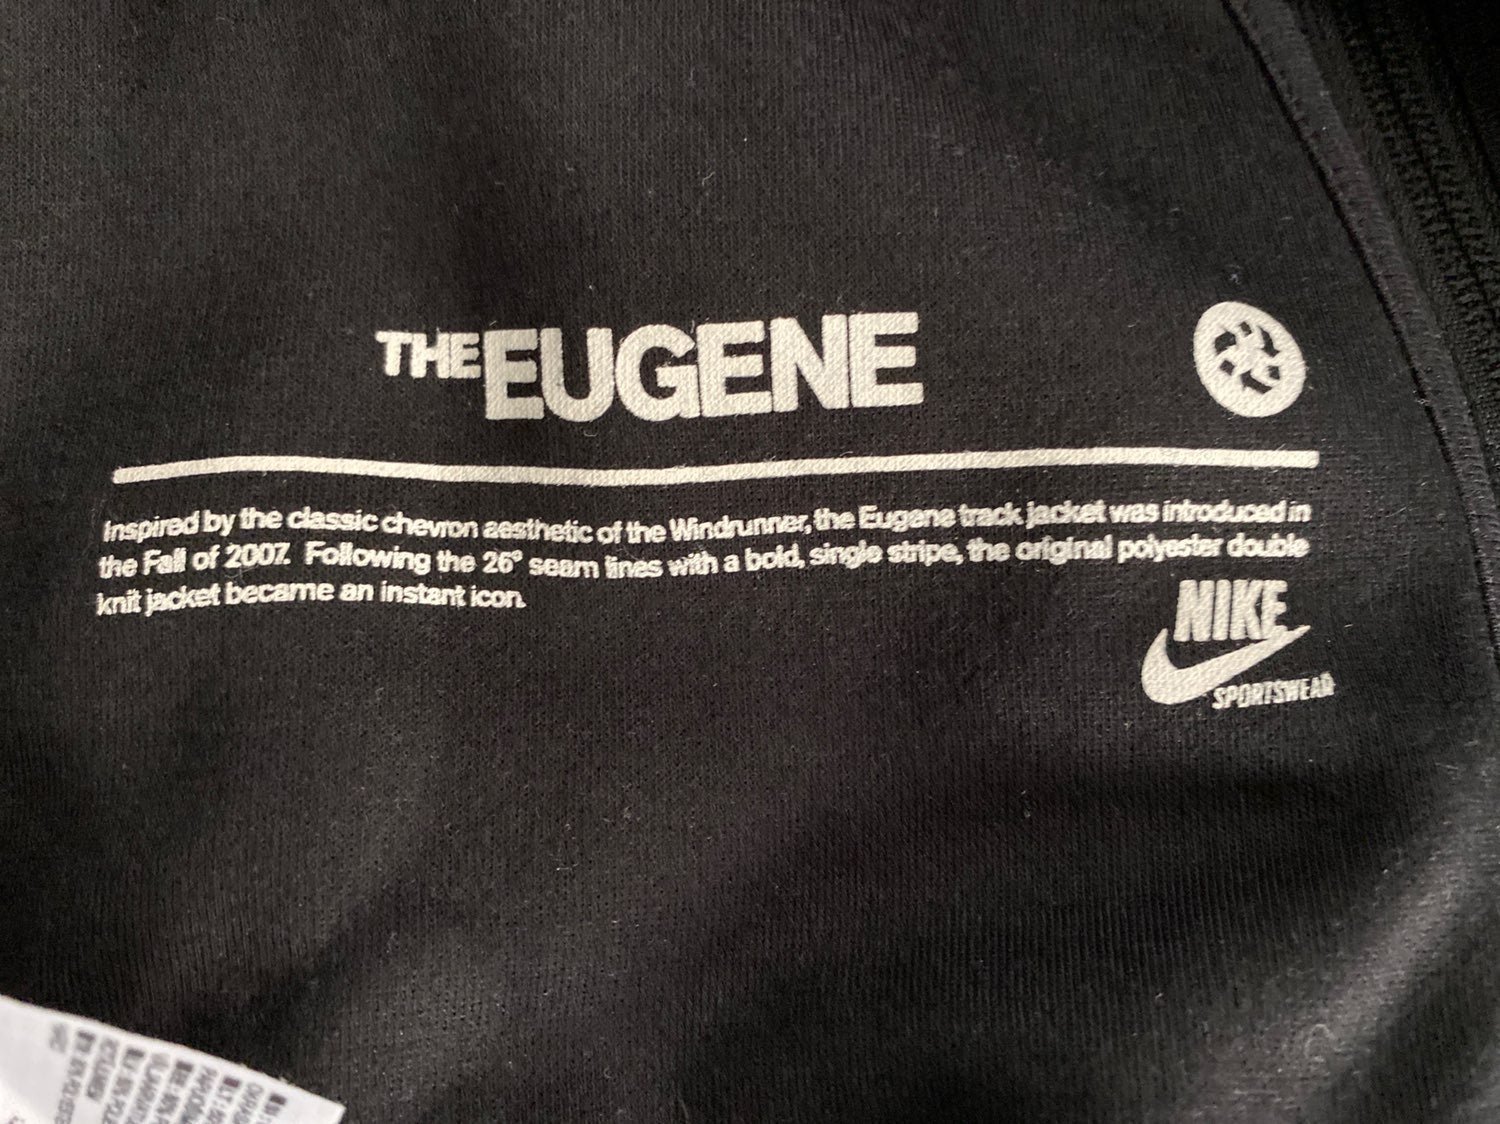 THE EUGENE
Inspired by the classic chevron aesthetic of the Windrunner, the Eugene track jacket was introduced in
the Fall of 2007. Following the 26° seam lines with a bold, single stripe, the original polyester double
knit jacket became an instant icon.
NIKE
SPORTSWEAR